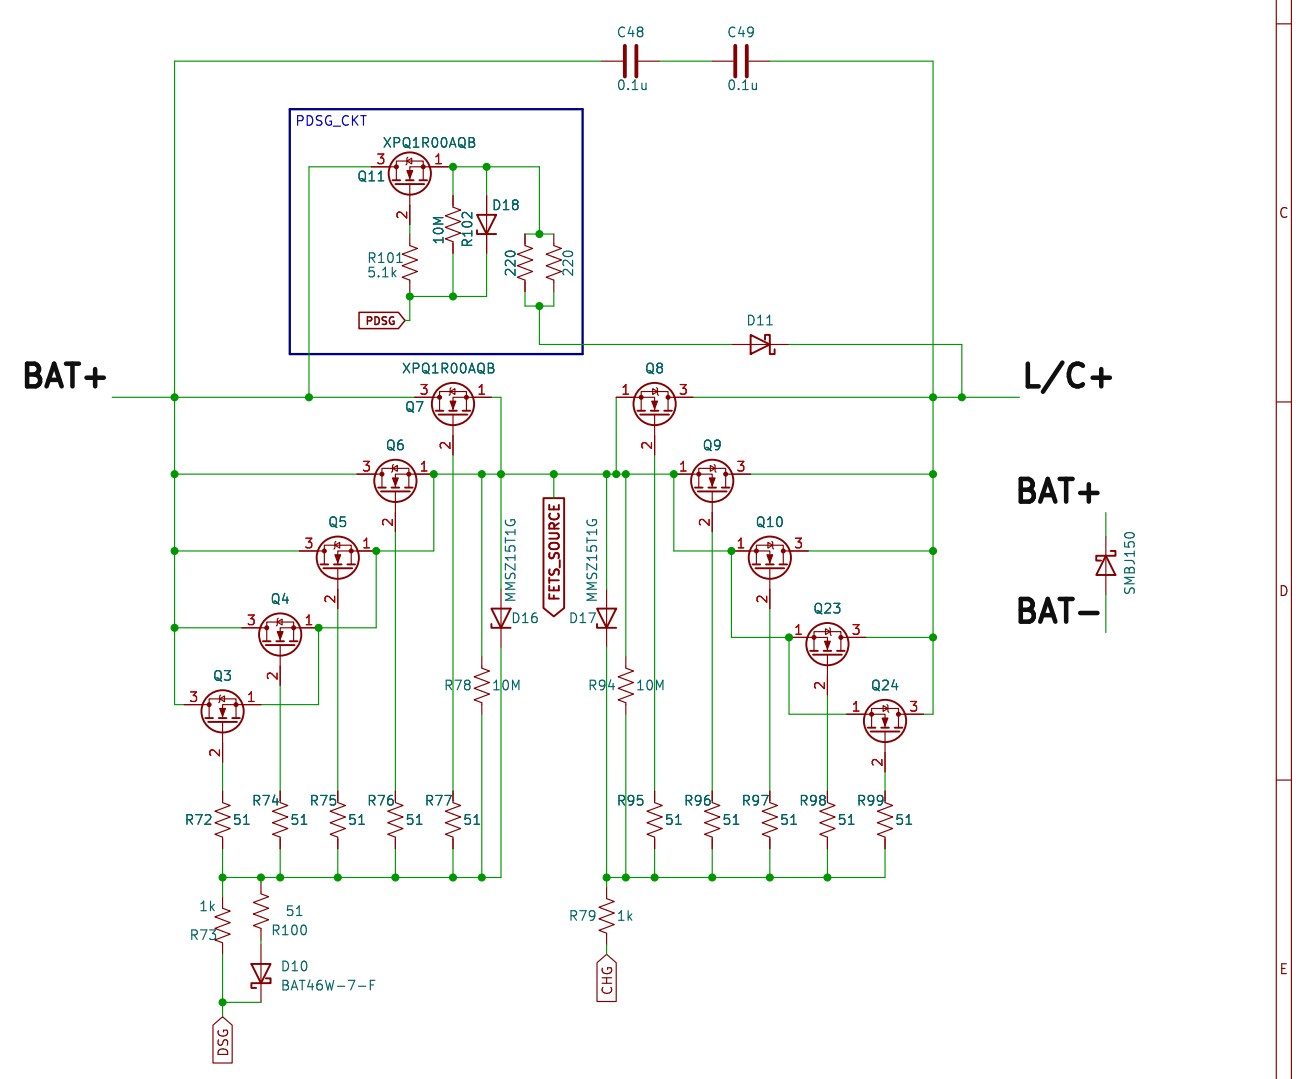 C48
C49
0.1u
0.1u
PDSG_CKT
XPQ1R00AQB
3
1
Q11
2
D18
10M
R102
R101
5.1k
220
220
PDSG
C
D11
XPQ1R00AQB
Q8
BAT+
L/C+
3
1
Q7
1
3
2
2
Q6
Q9
3
1
1
3
BAT+
2
2
Q5
Q10
FETS_SOURCE
MMSZ15T1G
MMSZ15T1G
3
1
1
3
SMBJ150
2
2
D
Q4
Q23
BAT-
3
1
D16
D17
1
3
2
2
Q3
R78
10M
R94
10M
Q24
3
1
1
3
2
2
R74
R75
R76
R77
R95
R96
R97
R98
R99
R72
51
51
51
51
51
51
51
51
51
51
1k
51
R79
1k
R73
R100
D10
BAT46W-7-F
CHG
E
DSG